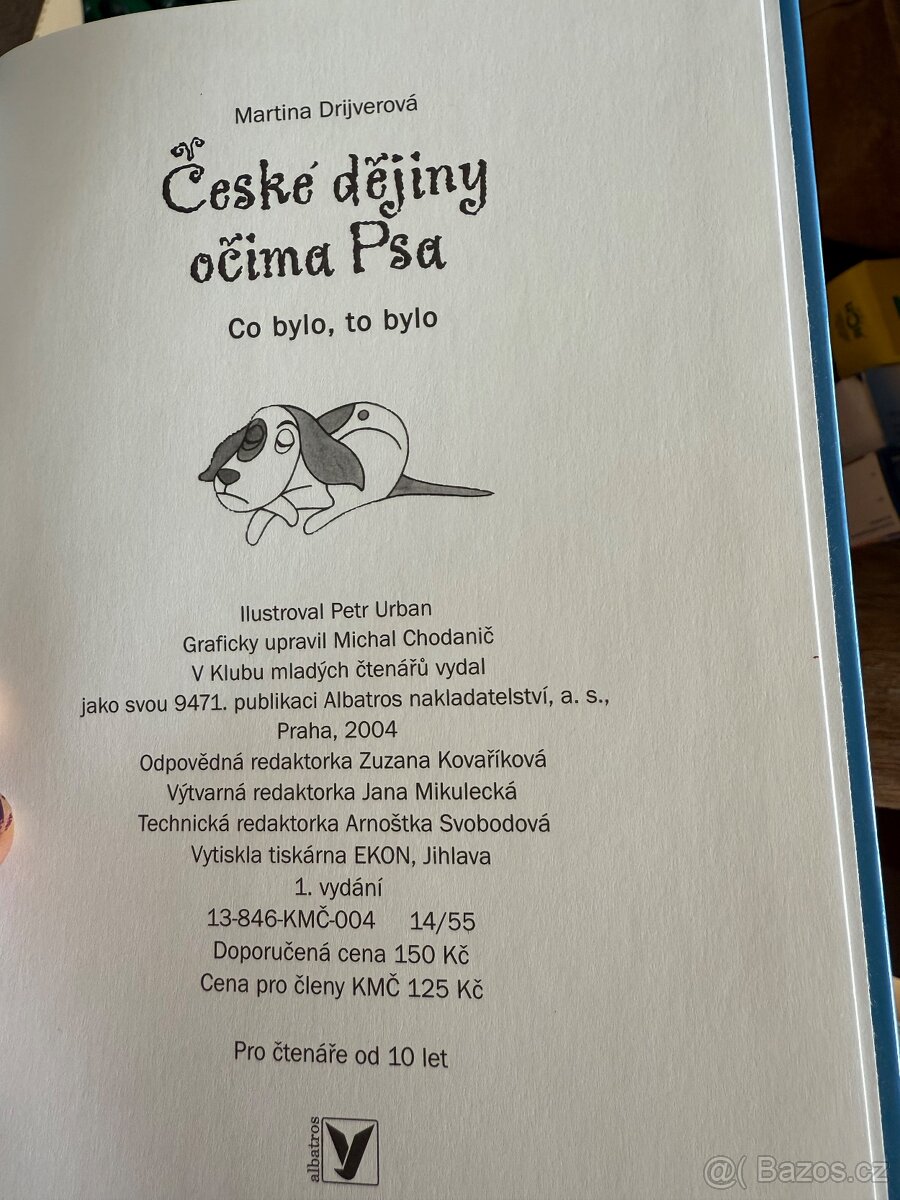 Martina Drijverová
České dějiny
očima Psa
Co bylo, to bylo
Ilustroval Petr Urban
Graficky upravil Michal Chodanič
V Klubu mladých čtenářů vydal
jako svou 9471. publikaci Albatros nakladatelství, a. s.,
Praha, 2004
Odpovědná redaktorka Zuzana Kovaříková
Výtvarná redaktorka Jana Mikulecká
Technická redaktorka Arnoštka Svobodová
Vytiskla tiskárna EKON, Jihlava
1. vydání
13-846-KMČ-004 14/55
Doporučená cena 150 Kč
Cena pro členy KMČ 125 Kč
Pro čtenáře od 10 let
albatros
@( Bazos.cz